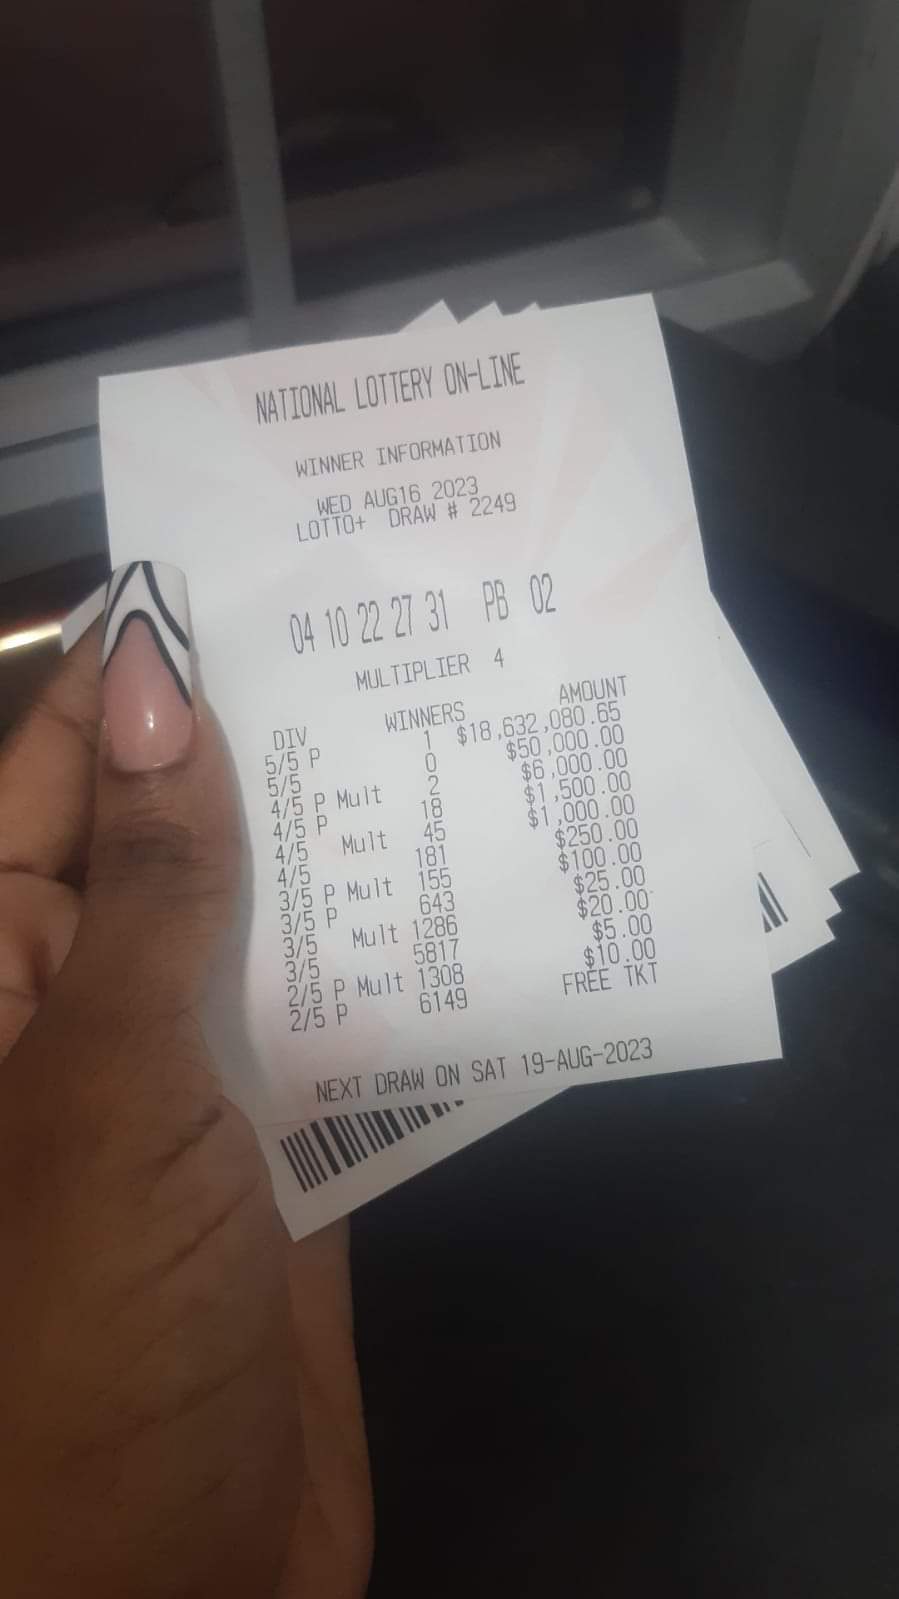 NATIONAL LOTTERY ON-LINE
WINNER INFORMATION
WED AUG16 2023
LOTTO+ DRAW # 2249
04 10 22 27 31 PB 02
MULTIPLIER 4
DIV WINNERS AMOUNT
5/5 P 1 $18,632,080.65
5/5 0 $50,000.00
4/5 P Mult 2 $6,000.00
4/5 P 18 $1,500.00
4/5 Mult 45 $1,000.00
4/5 181 $250.00
3/5 P Mult 155 $100.00
3/5 P 643 $25.00
3/5 Mult 1286 $20.00
3/5 5817 $5.00
2/5 P Mult 1308 $10.00
2/5 P 6149 FREE TKT
NEXT DRAW ON SAT 19-AUG-2023